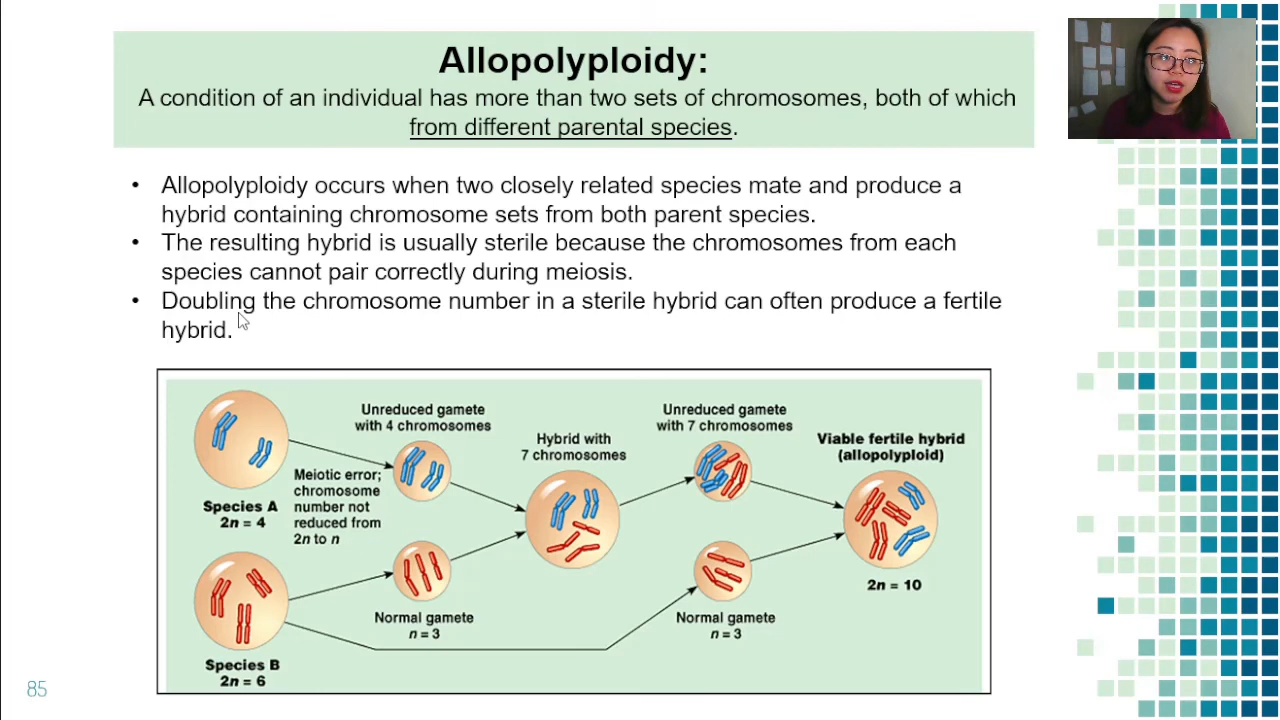 Allopolyploidy:
A condition of an individual has more than two sets of chromosomes, both of which
from different parental species.
• Allopolyploidy occurs when two closely related species mate and produce a
hybrid containing chromosome sets from both parent species.
• The resulting hybrid is usually sterile because the chromosomes from each
species cannot pair correctly during meiosis.
• Doubling the chromosome number in a sterile hybrid can often produce a fertile
hybrid.
Unreduced gamete
with 4 chromosomes
Hybrid with
7 chromosomes
Unreduced gamete
with 7 chromosomes
Viable fertile hybrid
(allopolyploid)
Meiotic error;
chromosome
number not
reduced from
2n to n
Species A
2n = 4
2n = 10
Normal gamete
n = 3
Normal gamete
n = 3
Species B
2n = 6
85